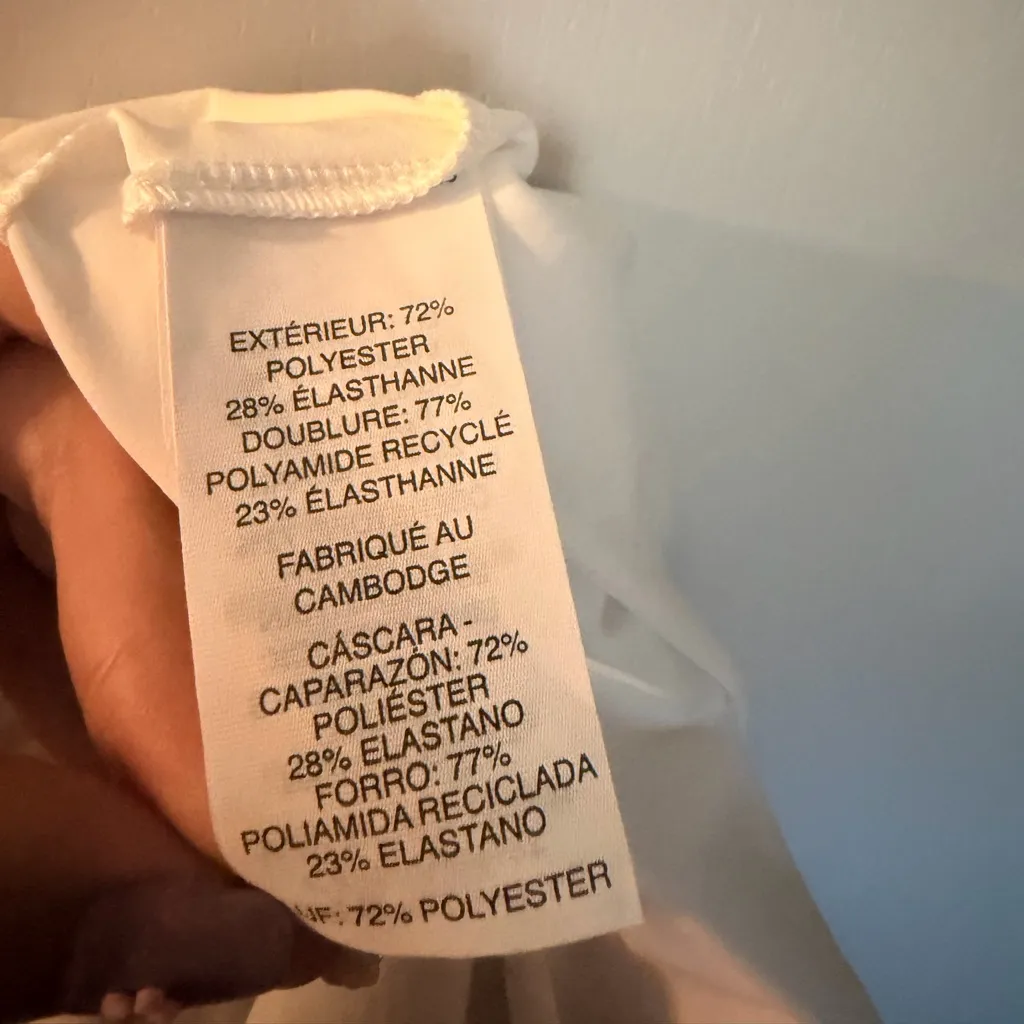 EXTÉRIEUR: 72%
POLYESTER
28% ÉLASTHANNE
DOUBLURE: 77%
POLYAMIDE RECYCLÉ
23% ÉLASTHANNE
FABRIQUÉ AU
CAMBODGE
CÁSCARA -
CAPARAZÓN: 72%
POLIÉSTER
28% ELASTANO
FORRO: 77%
POLIAMIDA RECICLADA
23% ELASTANO
72% POLYESTER